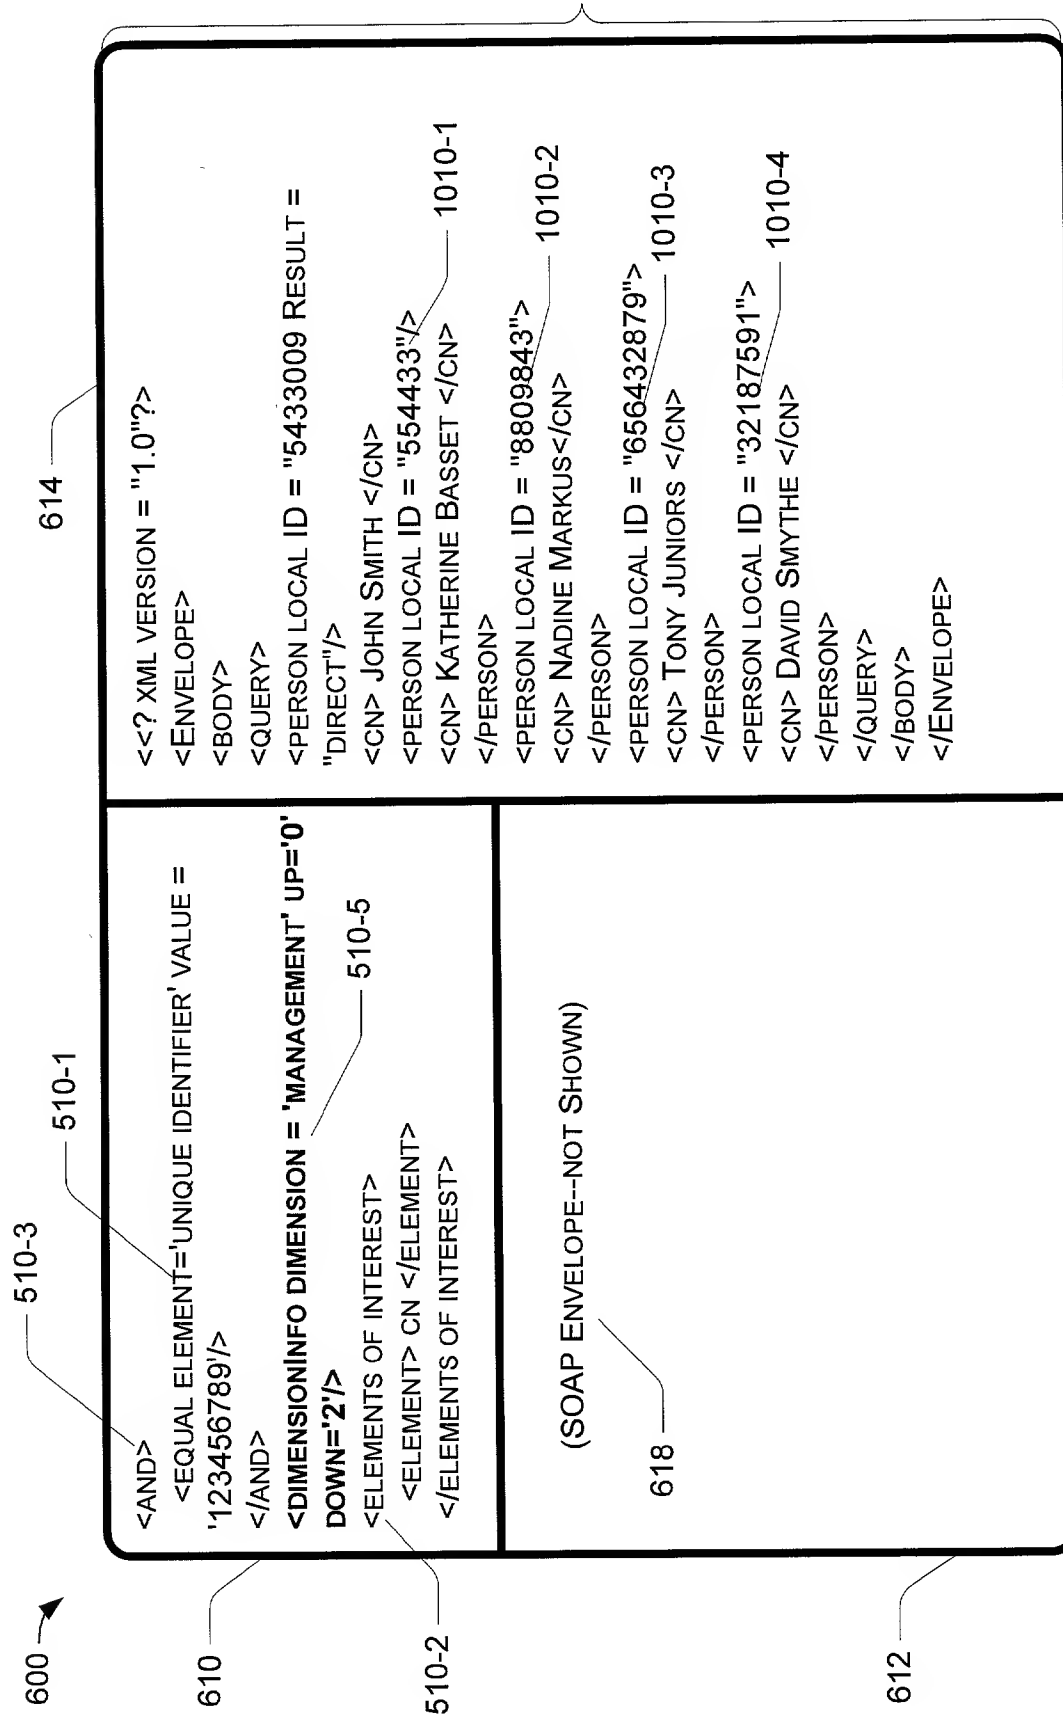 600
610
510-3
510-1
<AND>
<EQUAL ELEMENT='UNIQUE IDENTIFIER' VALUE =
'123456789'/>
</AND>
<DIMENSIONINFO DIMENSION = 'MANAGEMENT' UP='0'
DOWN='2'/>
510-5
<ELEMENTS OF INTEREST>
<ELEMENT> CN </ELEMENT>
</ELEMENTS OF INTEREST>
510-2
(SOAP ENVELOPE--NOT SHOWN)
618
612
614
<<? XML VERSION = "1.0"?>
<ENVELOPE>
<BODY>
<QUERY>
<PERSON LOCAL ID = "5433009 RESULT =
"DIRECT"/>
<CN> JOHN SMITH </CN>
<PERSON LOCAL ID = "554433"/>
1010-1
<CN> KATHERINE BASSET </CN>
</PERSON>
<PERSON LOCAL ID = "8809843">
1010-2
<CN> NADINE MARKUS</CN>
</PERSON>
<PERSON LOCAL ID = "656432879">
1010-3
<CN> TONY JUNIORS </CN>
</PERSON>
<PERSON LOCAL ID = "32187591">
1010-4
<CN> DAVID SMYTHE </CN>
</PERSON>
</QUERY>
</BODY>
</ENVELOPE>